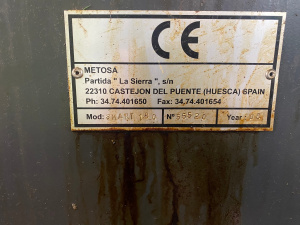 CE
METOSA
Partida " La Sierra ", s/n
22310 CASTEJON DEL PUENTE (HUESCA) SPAIN
Ph: 34.74.401650 Fax: 34.74.401654
Mod: Nº Year